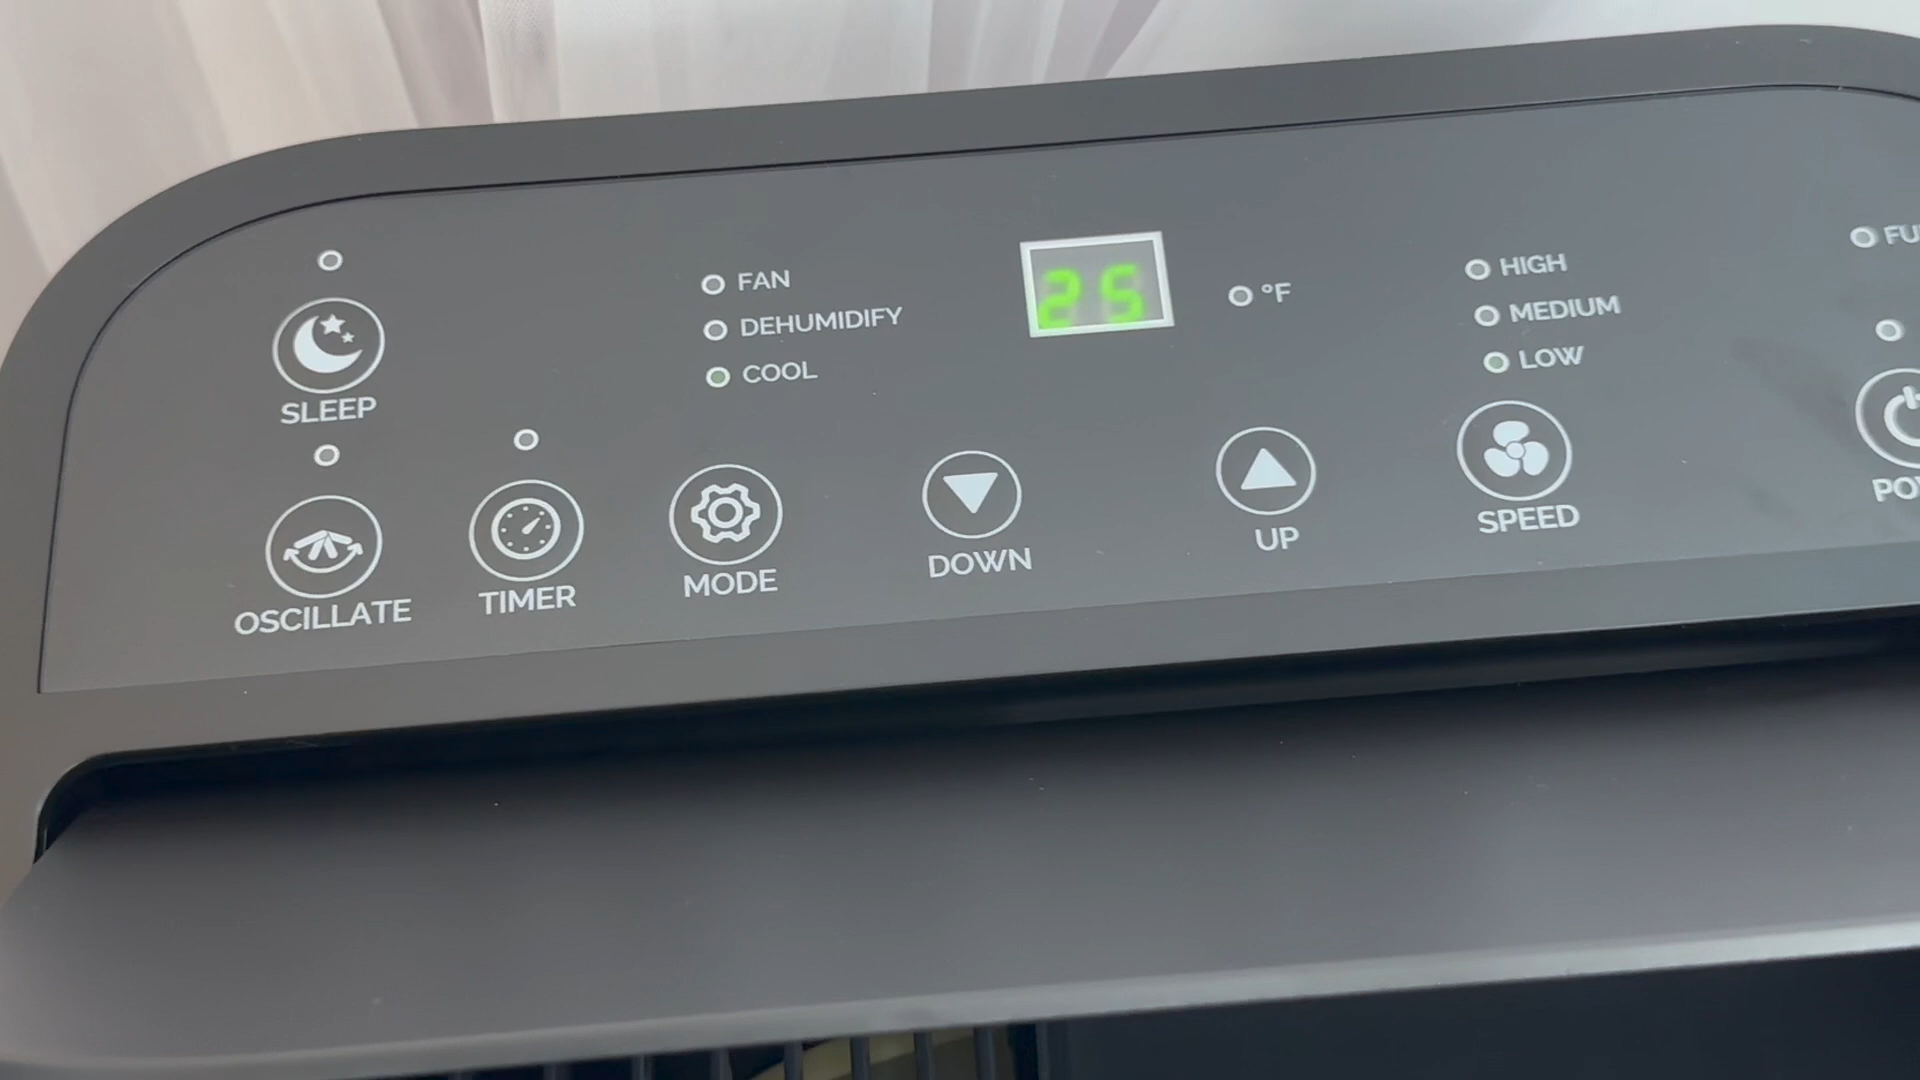 SLEEP
OSCILLATE
TIMER
FAN
DEHUMIDIFY
COOL
MODE
25
°F
DOWN
UP
HIGH
MEDIUM
LOW
SPEED